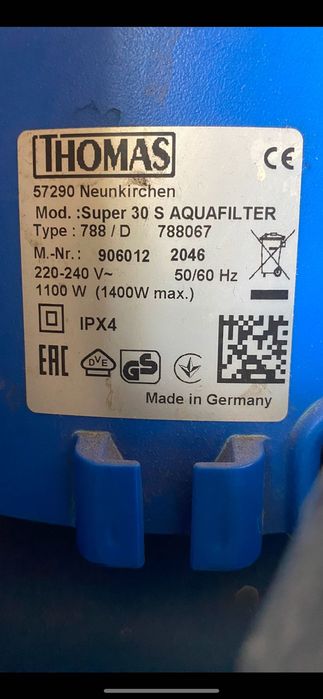 THOMAS CE
57290 Neunkirchen
Mod. :Super 30 S AQUAFILTER
Type : 788 / D 788067
M.-Nr.: 906012 2046
220-240 V~ 50/60 Hz
1100 W (1400W max.)
IPX4
EAC DVE GS
Made in Germany